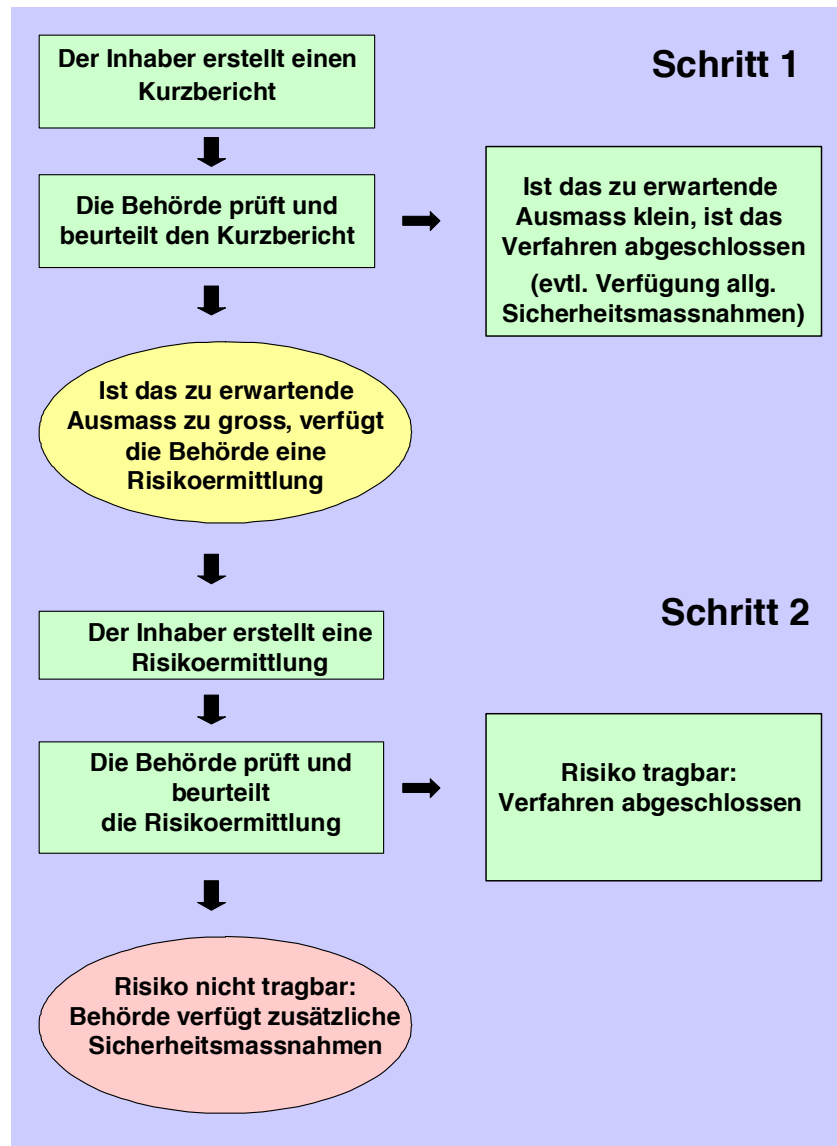 Schritt 1
Der Inhaber erstellt einen
Kurzbericht
Die Behörde prüft und
beurteilt den Kurzbericht
Ist das zu erwartende
Ausmass klein, ist das
Verfahren abgeschlossen
(evtl. Verfügung allg.
Sicherheitsmassnahmen)
Ist das zu erwartende
Ausmass zu gross, verfügt
die Behörde eine
Risikoermittlung
Schritt 2
Der Inhaber erstellt eine
Risikoermittlung
Die Behörde prüft und
beurteilt
die Risikoermittlung
Risiko tragbar:
Verfahren abgeschlossen
Risiko nicht tragbar:
Behörde verfügt zusätzliche
Sicherheitsmassnahmen